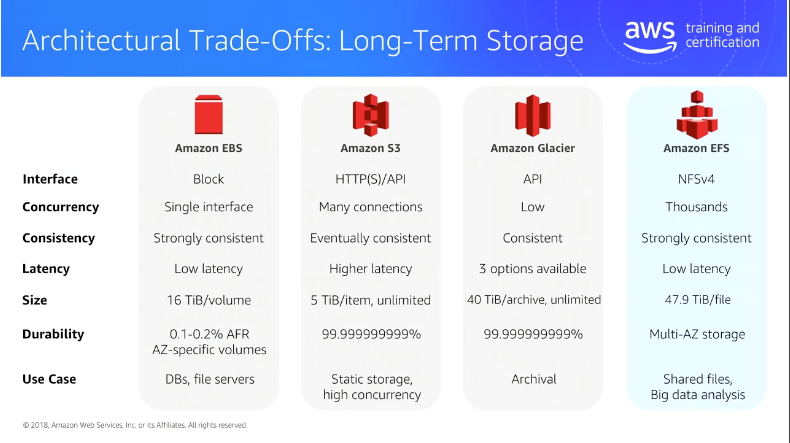 Architectural Trade-Offs: Long-Term Storage
aws training and
certification
Amazon EBS Amazon S3 Amazon Glacier Amazon EFS
Interface Block HTTP(S)/API API NFSv4
Concurrency Single interface Many connections Low Thousands
Consistency Strongly consistent Eventually consistent Consistent Strongly consistent
Latency Low latency Higher latency 3 options available Low latency
Size 16 TiB/volume 5 TiB/item, unlimited 40 TiB/archive, unlimited 47.9 TiB/file
Durability 0.1-0.2% AFR 99.999999999% 99.999999999% Multi-AZ storage
AZ-specific volumes
Use Case DBs, file servers Static storage, Archival Shared files,
high concurrency Big data analysis
© 2018, Amazon Web Services, Inc. or its Affiliates. All rights reserved.